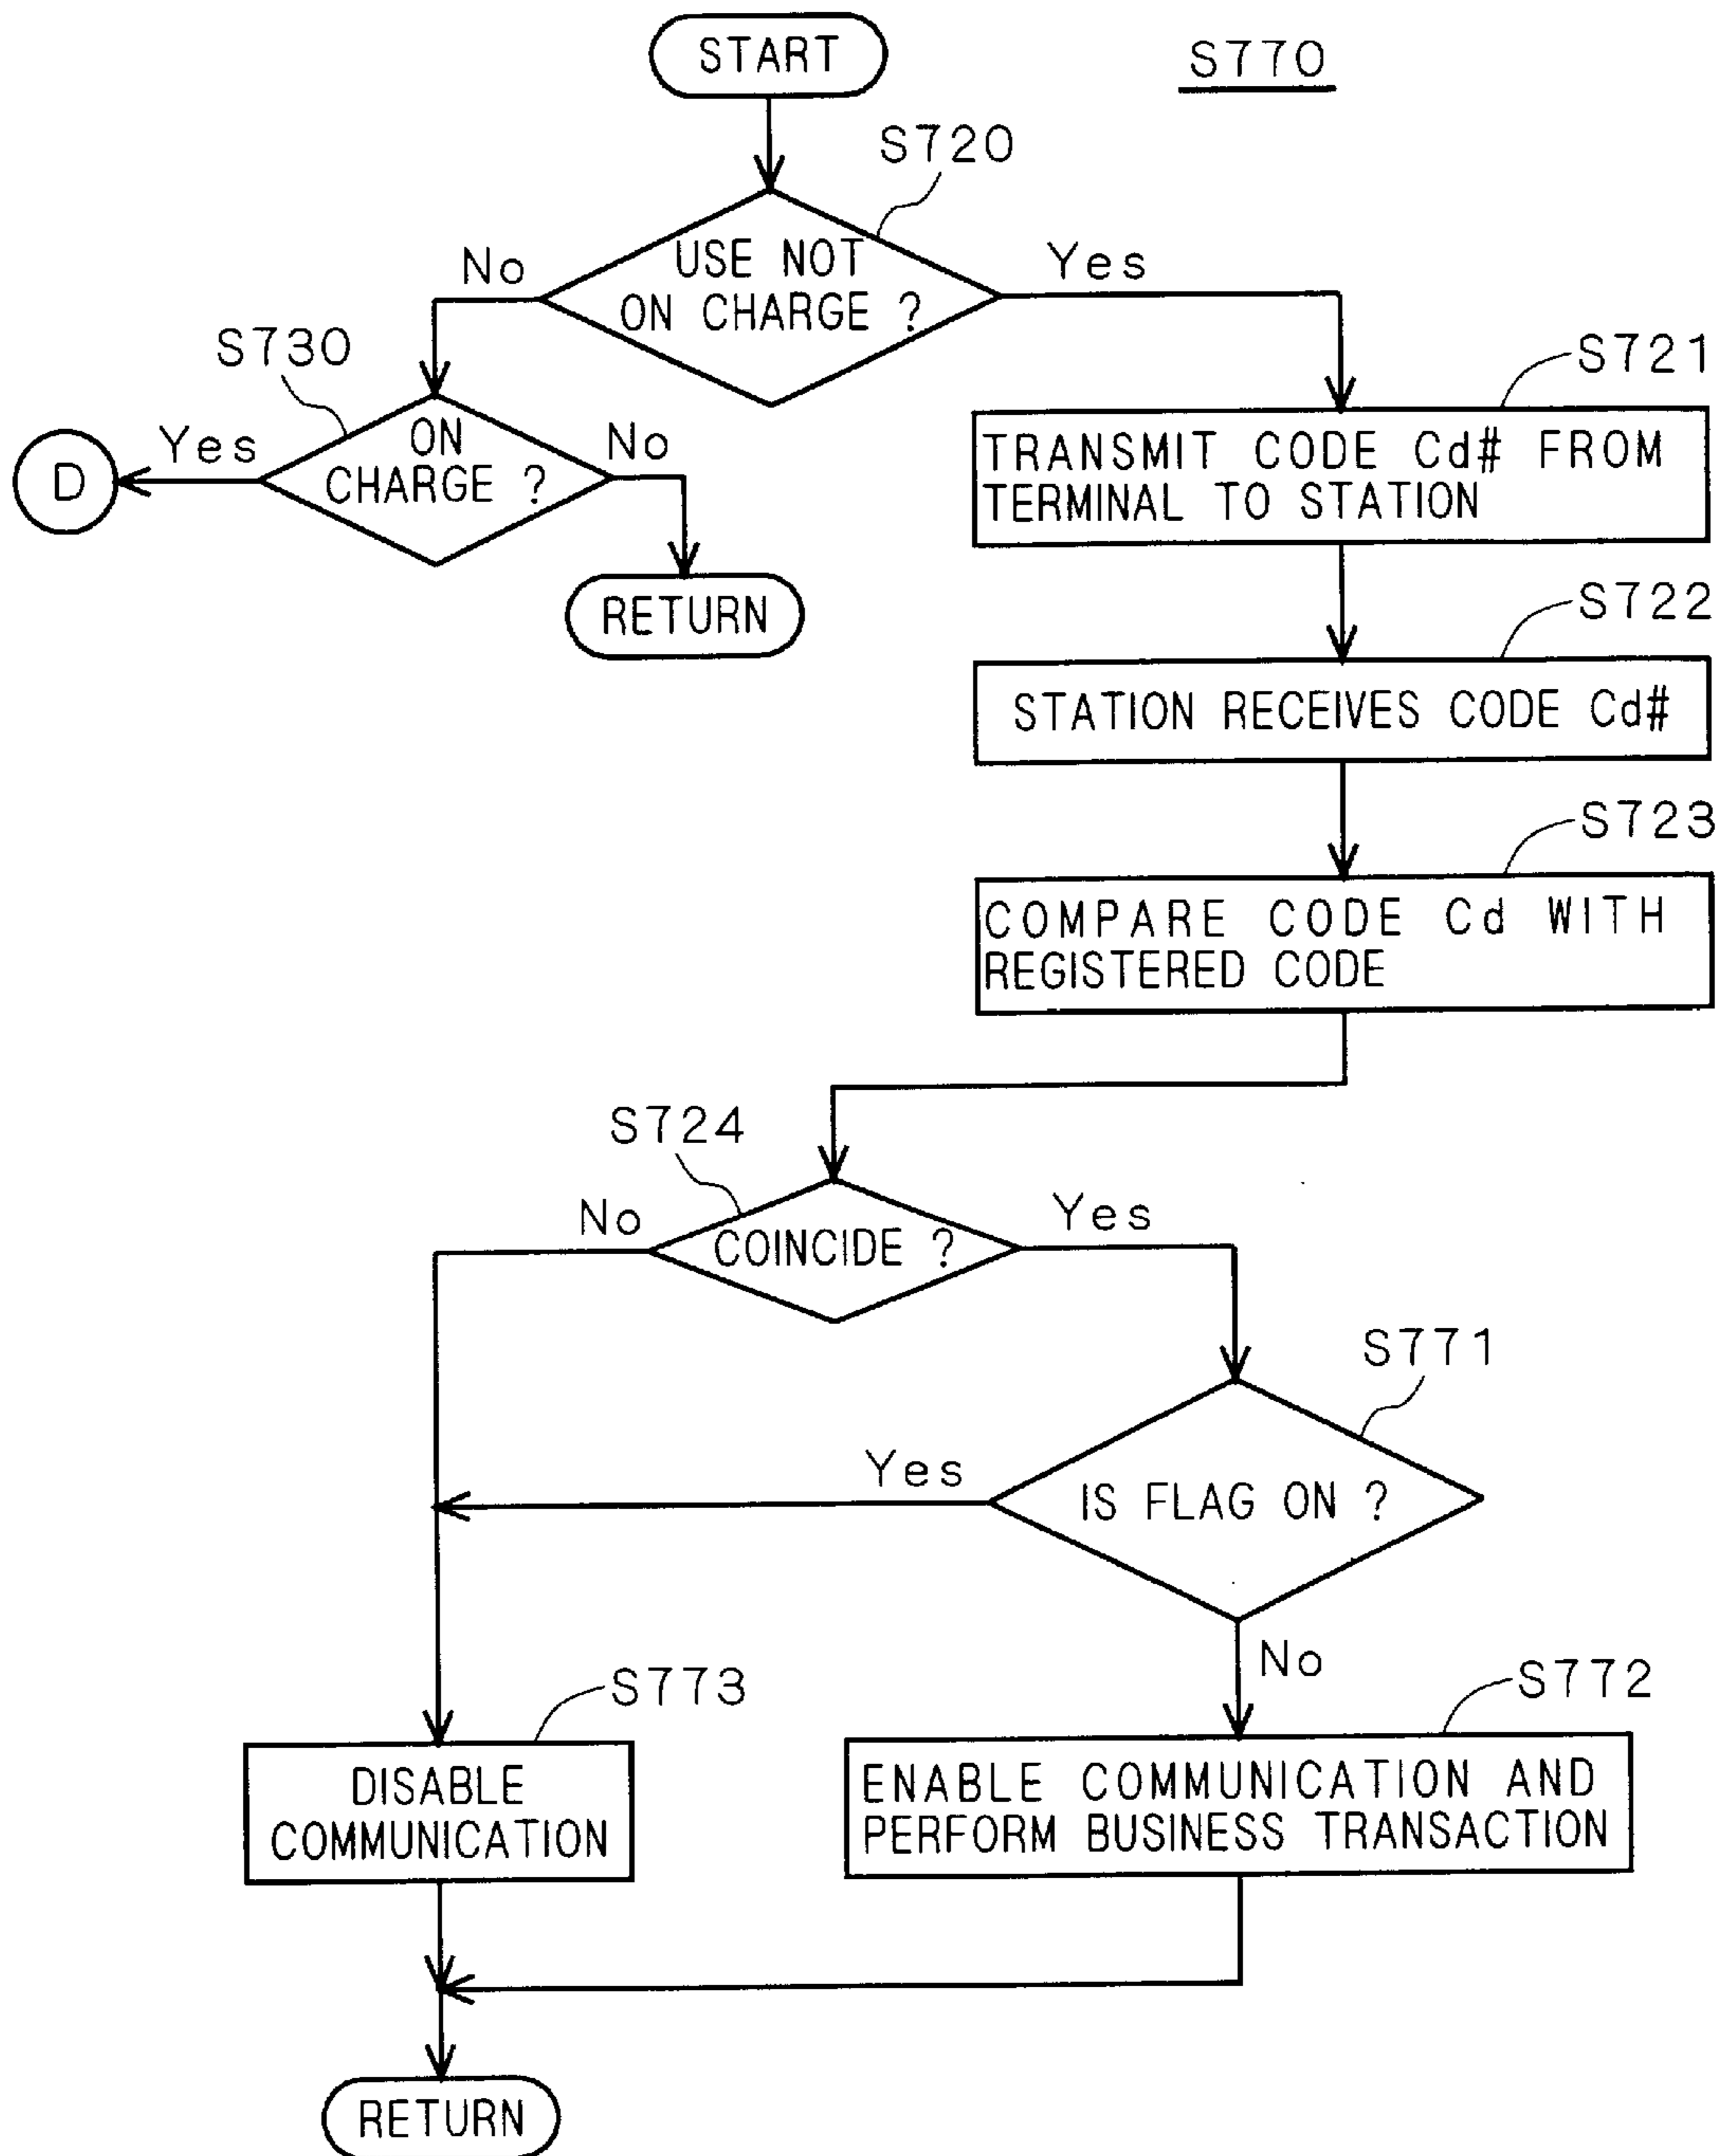 START
S770
S720
USE NOT
ON CHARGE ?
No
Yes
S730
ON
CHARGE ?
Yes
No
D
RETURN
S721
TRANSMIT CODE Cd# FROM
TERMINAL TO STATION
S722
STATION RECEIVES CODE Cd#
S723
COMPARE CODE Cd WITH
REGISTERED CODE
S724
No
COINCIDE ?
Yes
S771
Yes
IS FLAG ON ?
No
S773
DISABLE
COMMUNICATION
S772
ENABLE COMMUNICATION AND
PERFORM BUSINESS TRANSACTION
RETURN